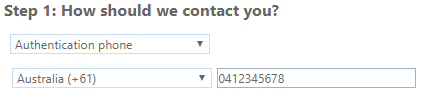 Step 1: How should we contact you?
Authentication phone
Australia (+61) 0412345678